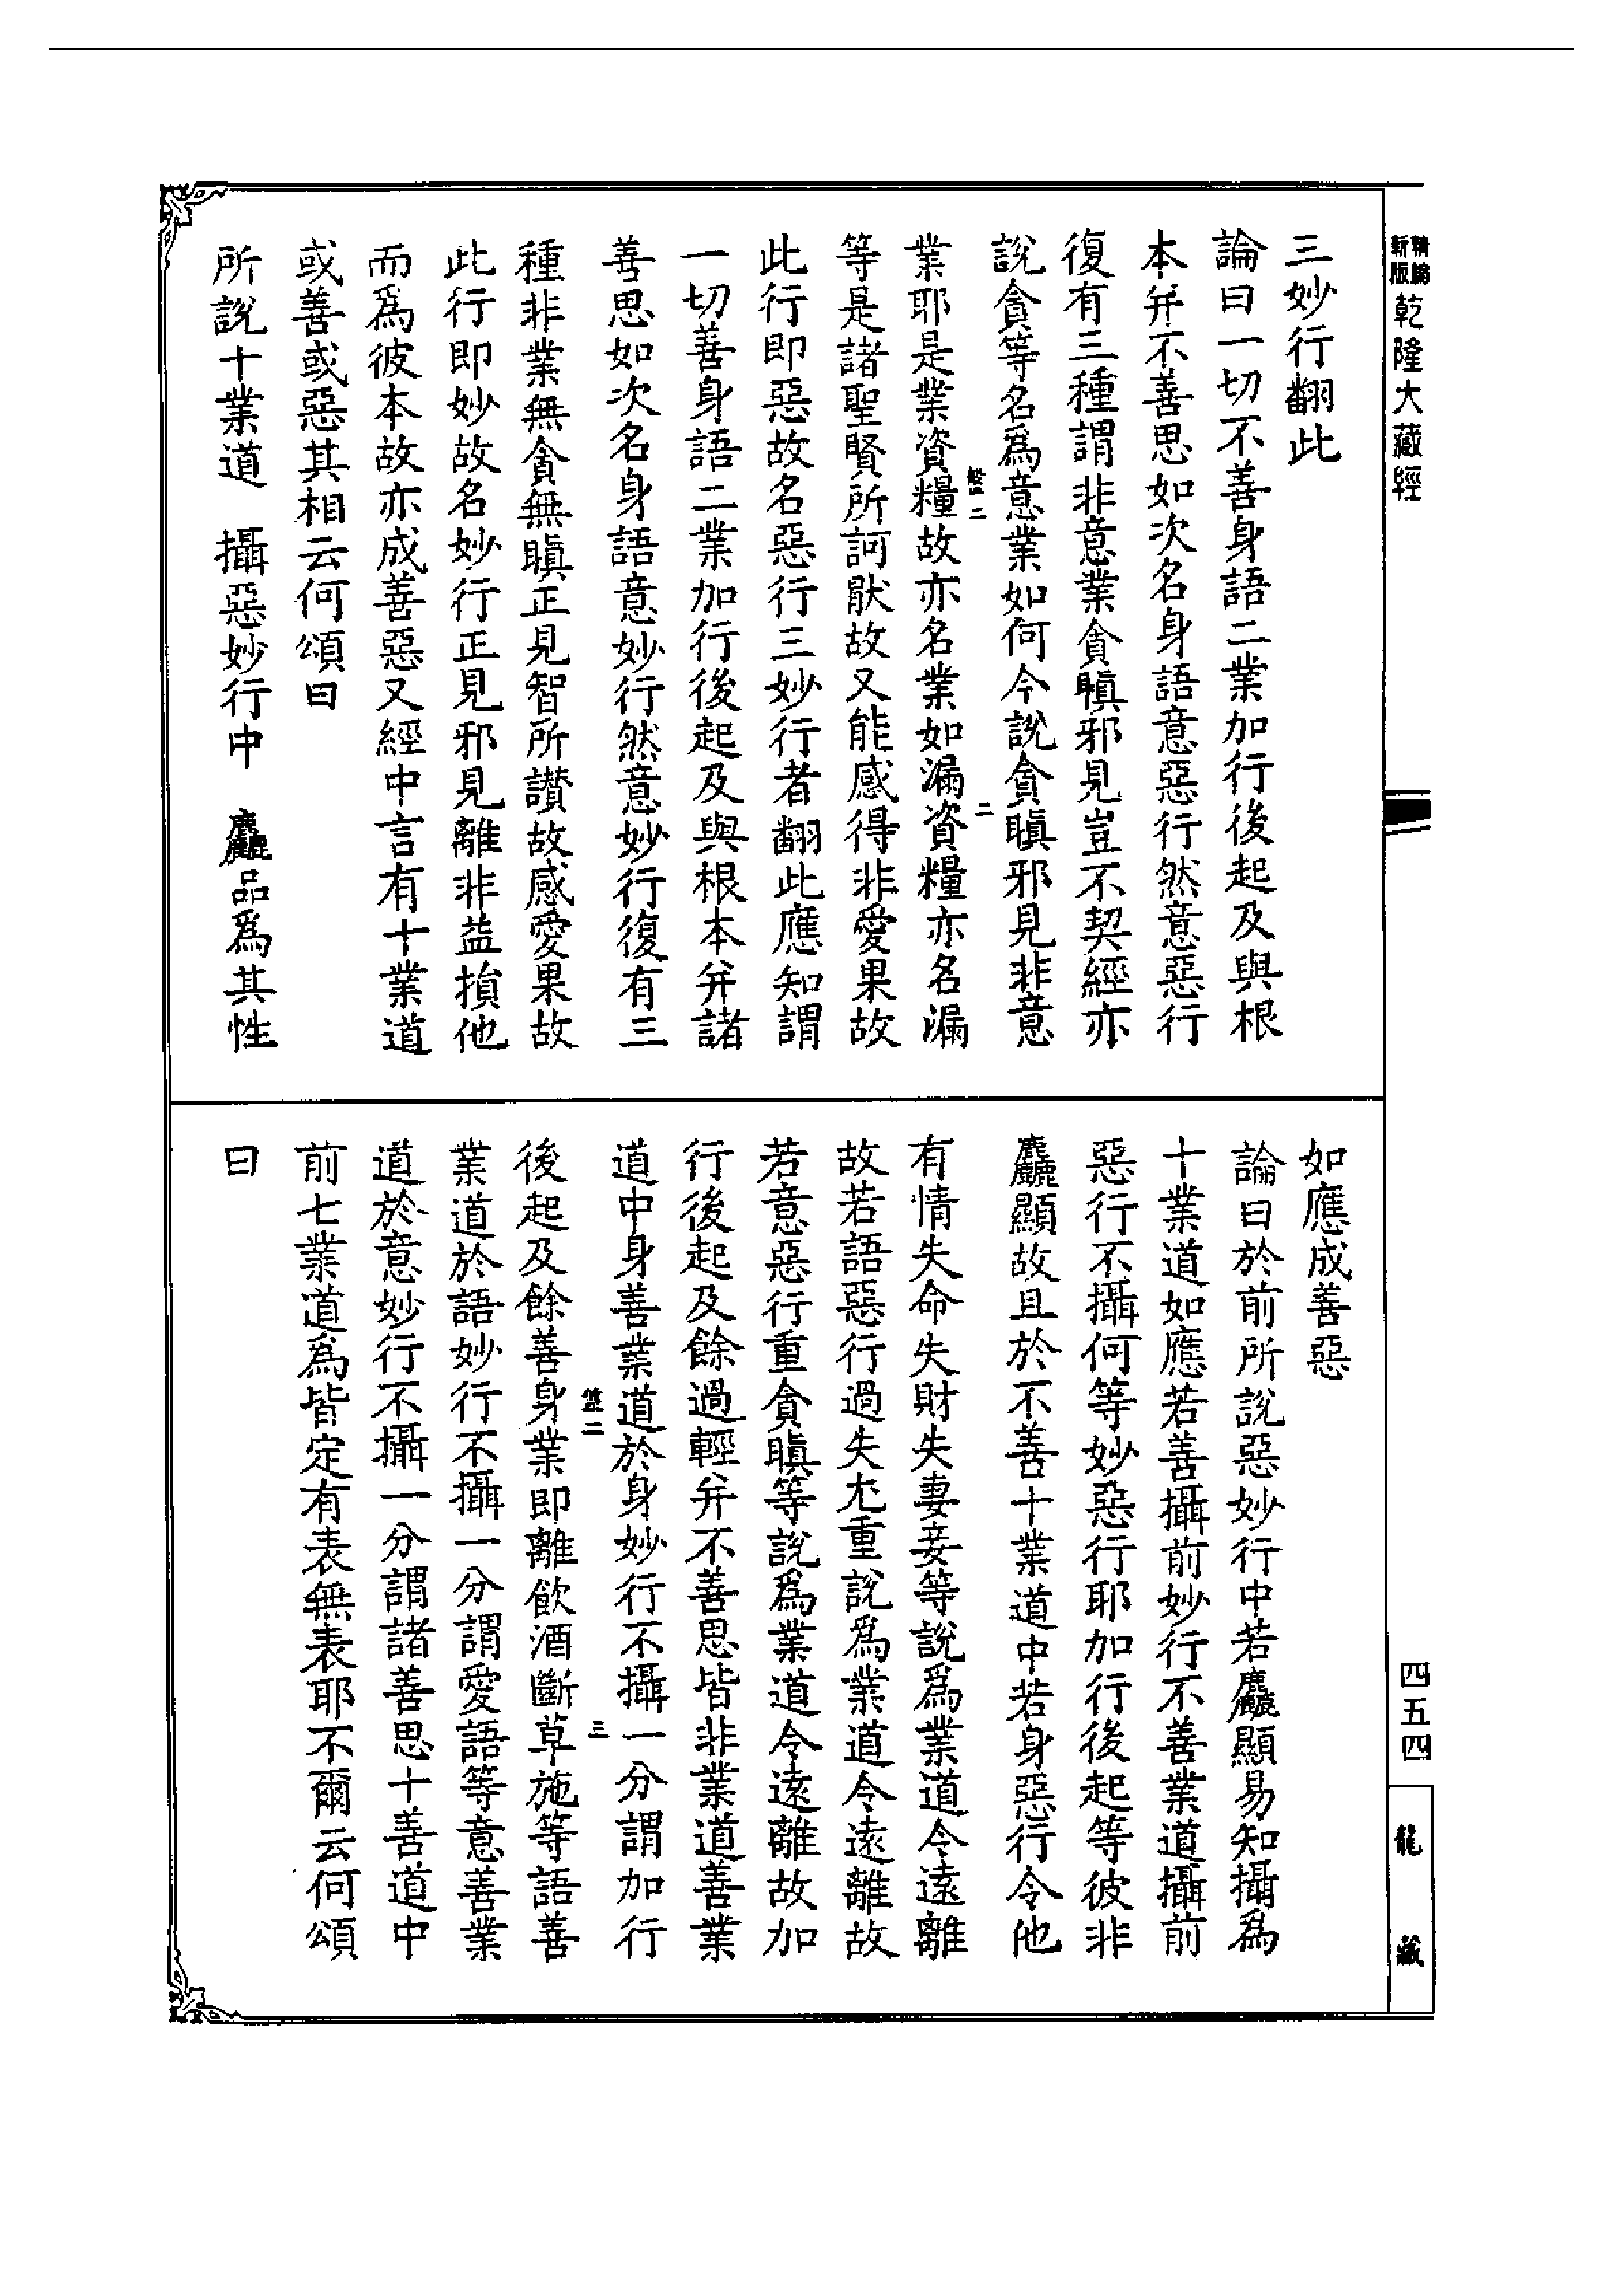 新編
新版
乾隆大藏經
三妙行翻此
論曰一切不善身語二業加行後起及與根
本并不善思如次名身語意惡行然意惡行
復有三種謂非意業貪瞋邪見豈不契經亦
說貪等名爲意業如何今說貪瞋邪見非意
二
二
業耶是業資糧故亦名業如漏資糧亦名漏
等是諸聖賢所訶猒故又能感得非愛果故
此行即惡故名惡行三妙行者翻此應知謂
一切善身語二業加行後起及與根本并諸
善思如次名身語意妙行然意妙行復有三
種非業無貪無瞋正見智所讚故感愛果故
此行即妙故名妙行正見邪見離非益損他
而爲彼本故亦成善惡又經中言有十業道
或善或惡其相云何頌曰
所說十業道 攝惡妙行中 麤品爲其性
如應成善惡
論曰於前所說惡妙行中若麤顯易知攝爲
十業道如應若善攝前妙行不善業道攝前
惡行不攝何等妙惡行耶加行後起等彼非
麤顯故且於不善十業道中若身惡行令他
有情失命失財失妻妾等說爲業道令遠離
故若語惡行過失尤重說爲業道令遠離故
若意惡行重貪瞋等說爲業道令遠離故加
行後起及餘過輕并不善思皆非業道善業
道中身善業道於身妙行不攝一分謂加行
二
三
後起及餘善身業即離飲酒斷草施等語善
業道於語妙行不攝一分謂愛語等意善業
道於意妙行不攝一分謂諸善思十善道中
前七業道爲皆定有表無表耶不爾云何頌
曰
四五四
龍藏